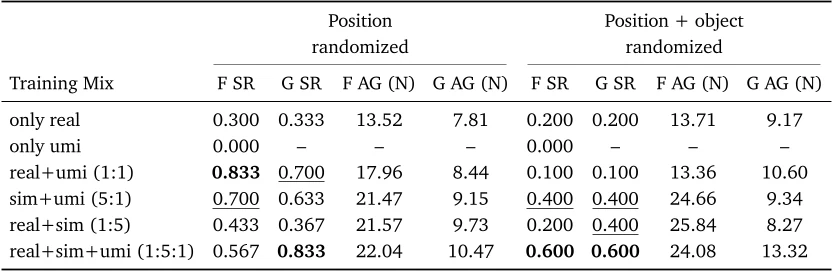 Position Position + object
randomized randomized
Training Mix F SR G SR F AG (N) G AG (N) F SR G SR F AG (N) G AG (N)
only real 0.300 0.333 13.52 7.81 0.200 0.200 13.71 9.17
only umi 0.000 – – – 0.000 – – –
real+umi (1:1) 0.833 0.700 17.96 8.44 0.100 0.100 13.36 10.60
sim+umi (5:1) 0.700 0.633 21.47 9.15 0.400 0.400 24.66 9.34
real+sim (1:5) 0.433 0.367 21.57 9.73 0.200 0.400 25.84 8.27
real+sim+umi (1:5:1) 0.567 0.833 22.04 10.47 0.600 0.600 24.08 13.32